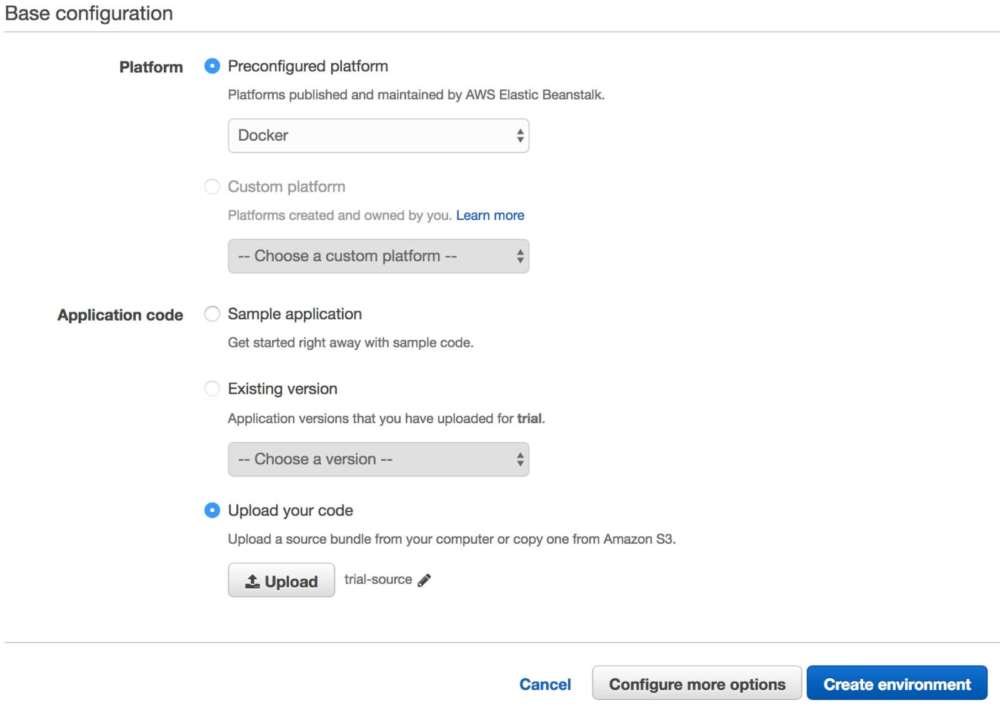 Base configuration
Platform
Preconfigured platform
Platforms published and maintained by AWS Elastic Beanstalk.
Docker
Custom platform
Platforms created and owned by you. Learn more
-- Choose a custom platform --
Application code
Sample application
Get started right away with sample code.
Existing version
Application versions that you have uploaded for trial.
-- Choose a version --
Upload your code
Upload a source bundle from your computer or copy one from Amazon S3.
Upload trial-source
Cancel Configure more options Create environment